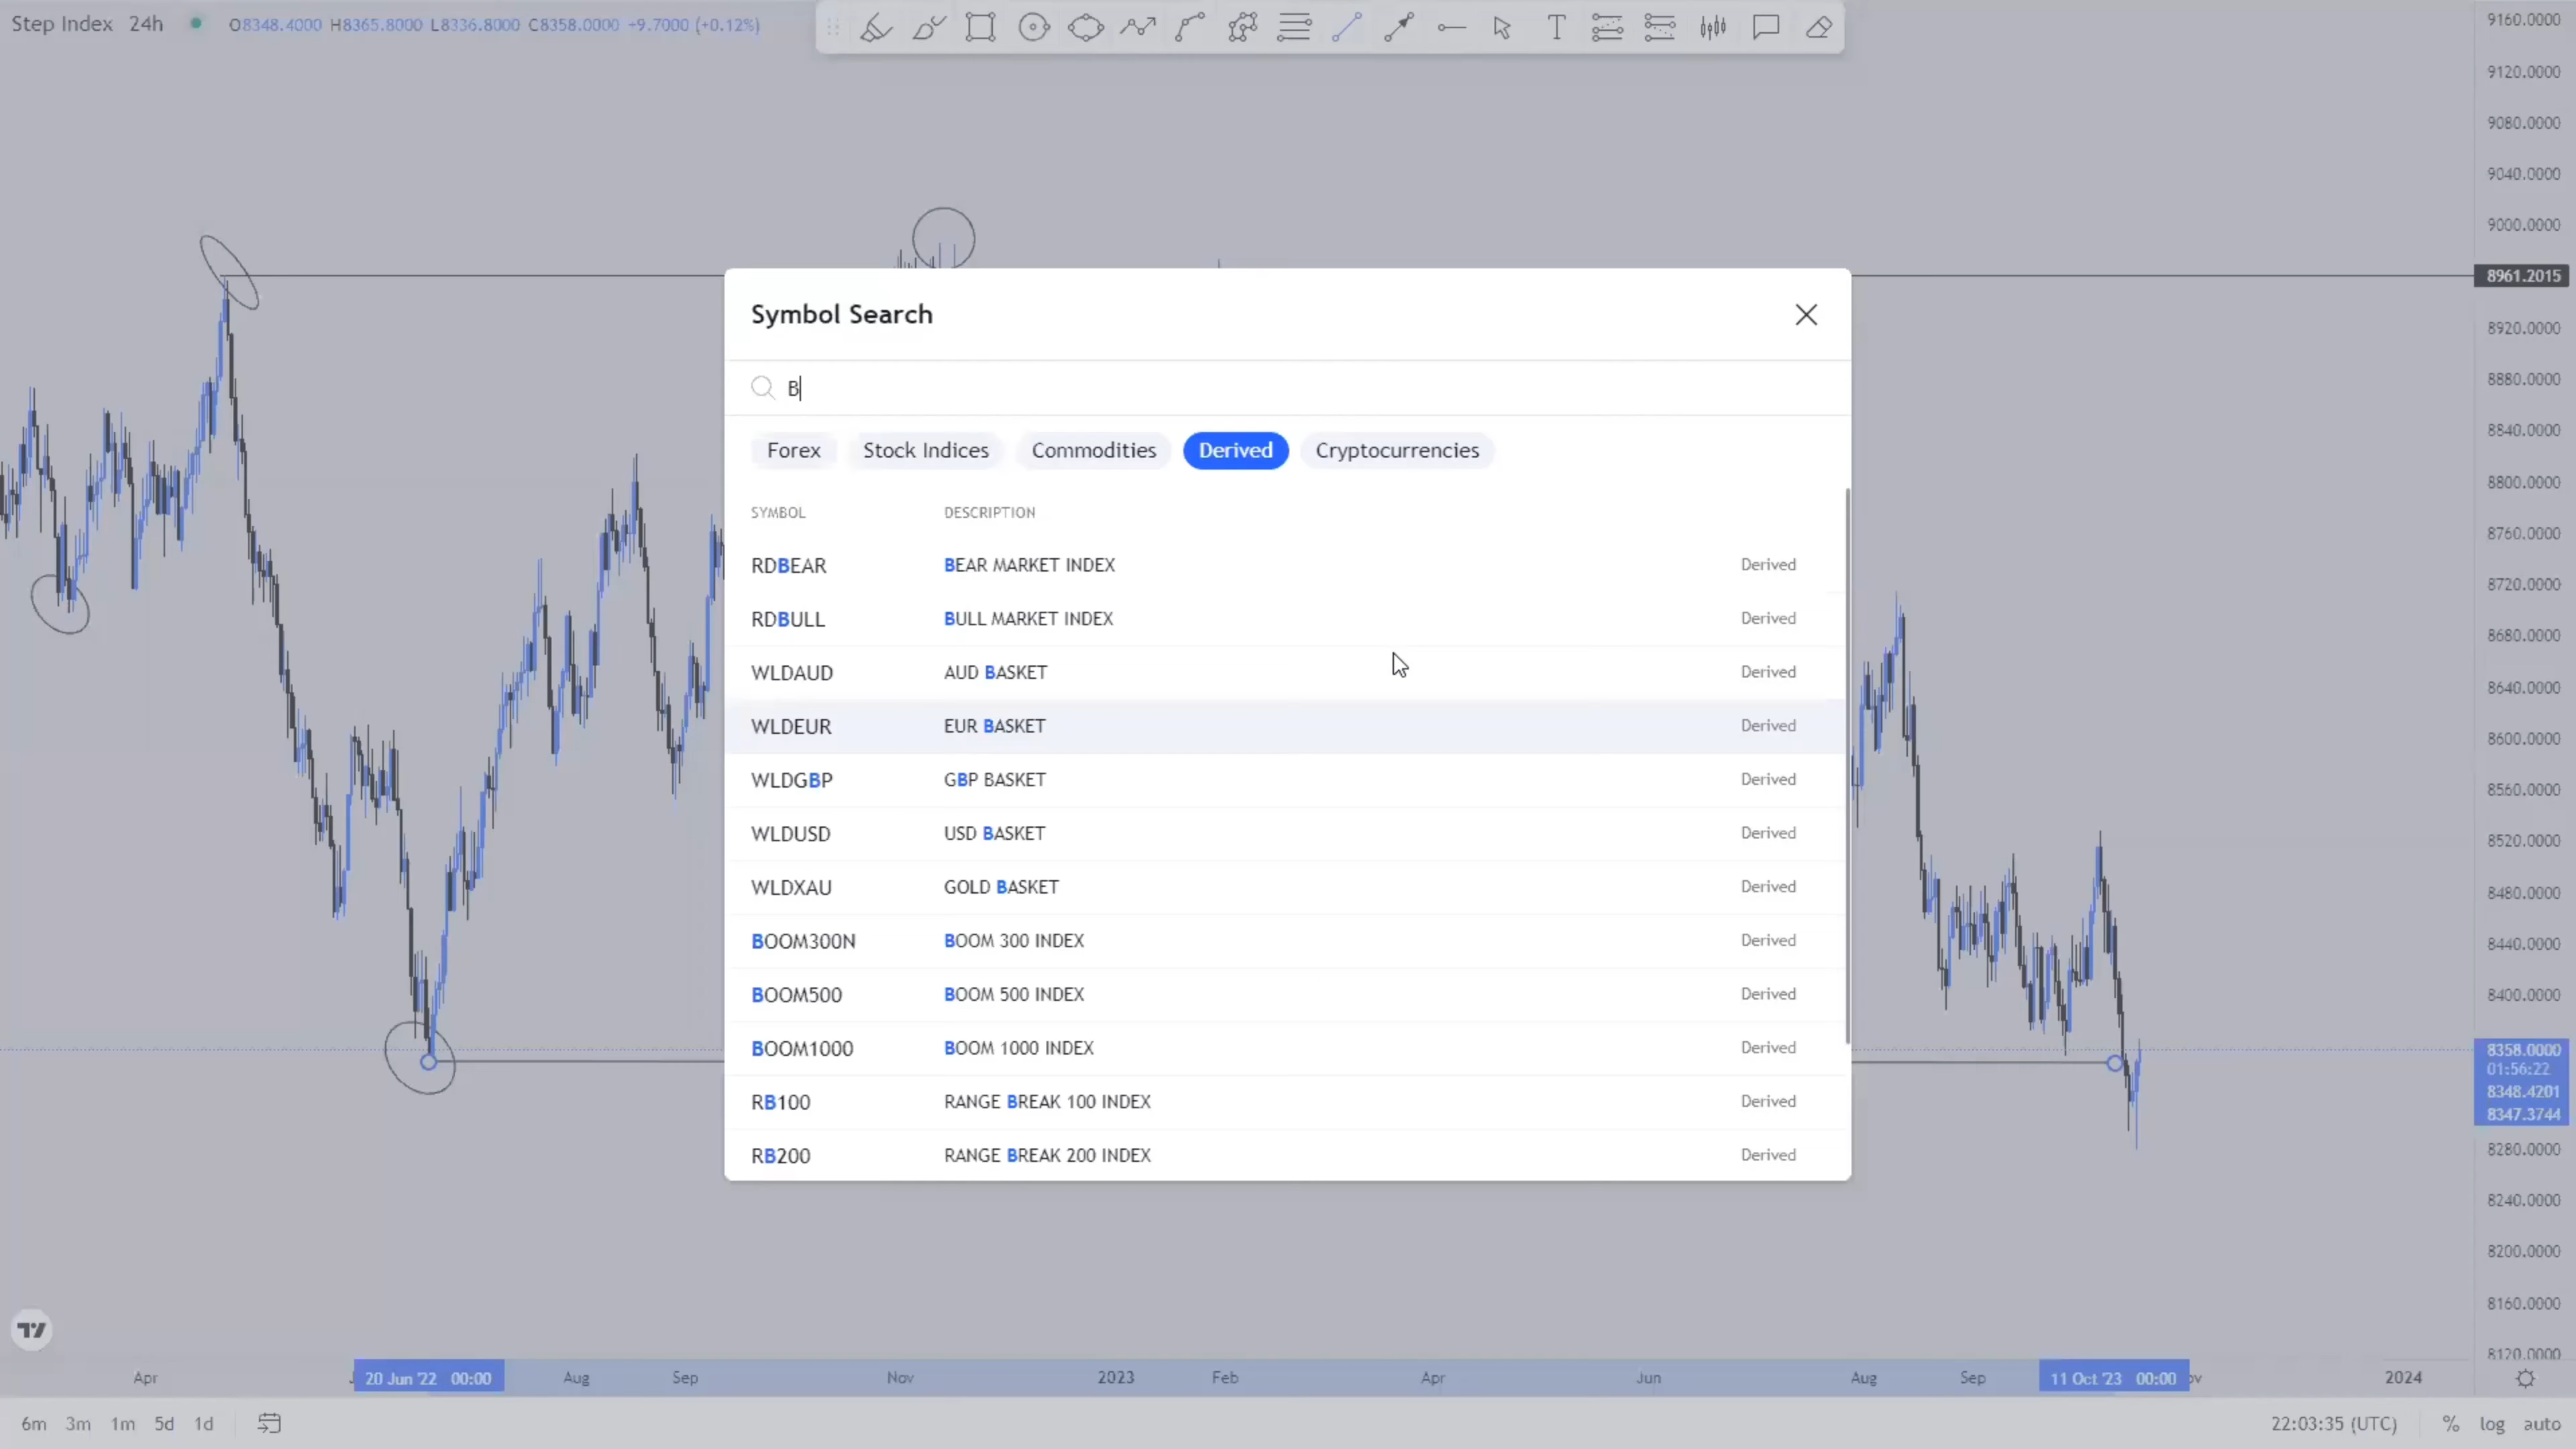 Step Index 24h O8348.4000 H8365.8000 L8336.8000 C8358.0000 +9.7000 (+0.12%)
9160.0000
9120.0000
9080.0000
9040.0000
9000.0000
8961.2015
8920.0000
8880.0000
8840.0000
8800.0000
8760.0000
8720.0000
8680.0000
8640.0000
8600.0000
8560.0000
8520.0000
8480.0000
8440.0000
8400.0000
8358.0000
01:56:22
8348.4201
8347.3744
8280.0000
8240.0000
8200.0000
8160.0000
8120.0000
Symbol Search
B
Forex Stock Indices Commodities Derived Cryptocurrencies
SYMBOL DESCRIPTION
RDBEAR BEAR MARKET INDEX Derived
RDBULL BULL MARKET INDEX Derived
WLDAUD AUD BASKET Derived
WLDEUR EUR BASKET Derived
WLDGBP GBP BASKET Derived
WLDUSD USD BASKET Derived
WLDXAU GOLD BASKET Derived
BOOM300N BOOM 300 INDEX Derived
BOOM500 BOOM 500 INDEX Derived
BOOM1000 BOOM 1000 INDEX Derived
RB100 RANGE BREAK 100 INDEX Derived
RB200 RANGE BREAK 200 INDEX Derived
Apr 20 Jun '22 00:00 Aug Sep Nov 2023 Feb Apr Jun Aug Sep 11 Oct '23 00:00 2024
6m 3m 1m 5d 1d 22:03:35 (UTC) % log auto